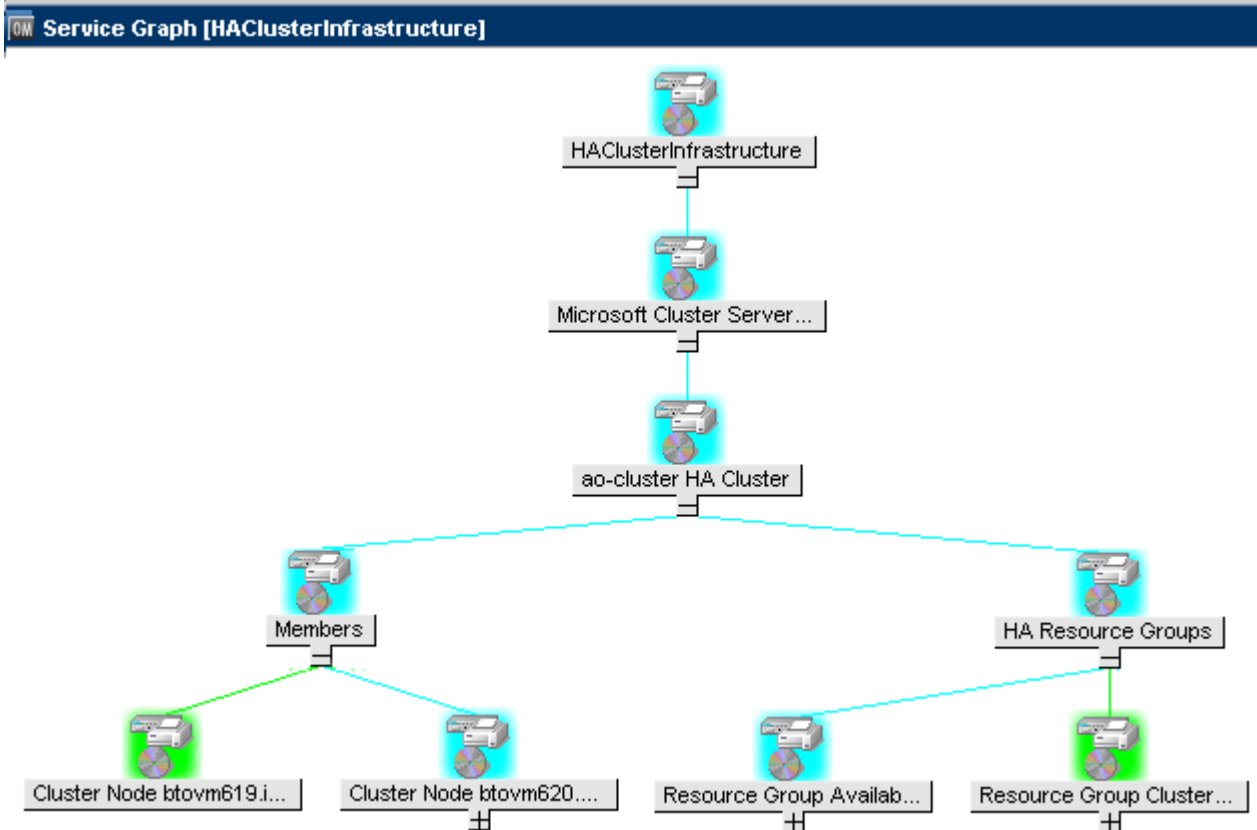 OM Service Graph [HAClusterInfrastructure]
HAClusterInfrastructure
Microsoft Cluster Server...
ao-cluster HA Cluster
Members
HA Resource Groups
Cluster Node btovm619.i...
Cluster Node btovm620....
Resource Group Availab...
Resource Group Cluster...